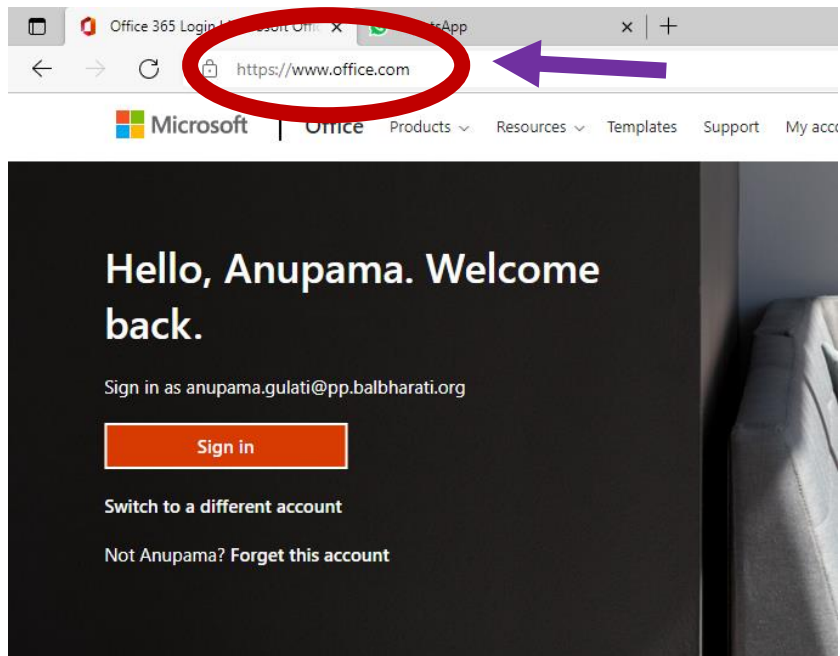 Office 365 Login
https://www.office.com
Microsoft | Office Products Resources Templates Support
Hello, Anupama. Welcome
back.
Sign in as anupama.gulati@pp.balbharati.org
Sign in
Switch to a different account
Not Anupama? Forget this account